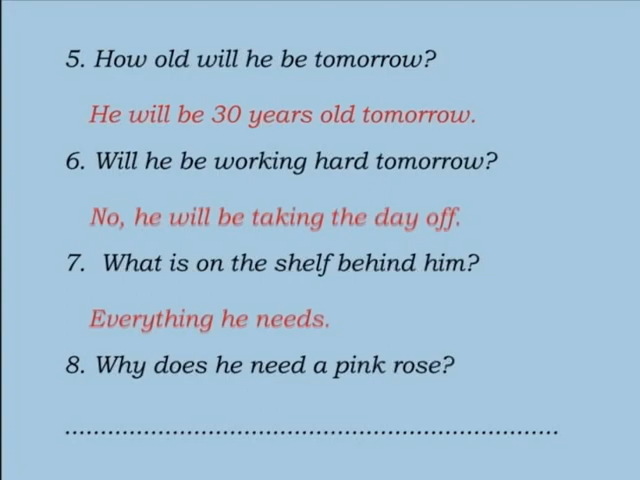 5. How old will he be tomorrow?
He will be 30 years old tomorrow.
6. Will he be working hard tomorrow?
No, he will be taking the day off.
7. What is on the shelf behind him?
Everything he needs.
8. Why does he need a pink rose?
.....................................................................